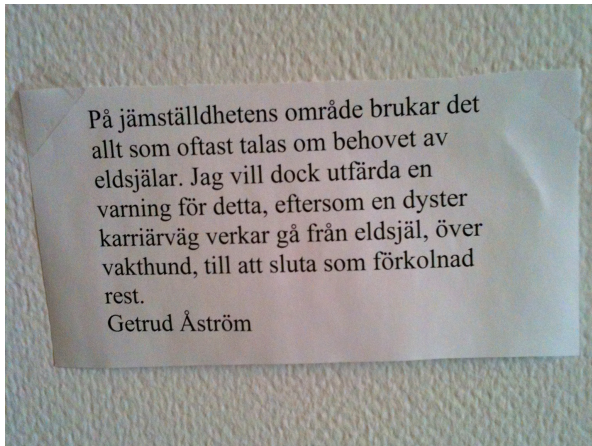 På jämställdhetens område brukar det
allt som oftast talas om behovet av
eldsjälar. Jag vill dock utfärda en
varning för detta, eftersom en dyster
karriärväg verkar gå från eldsjäl, över
vakthund, till att sluta som förkolnad
rest.
Getrud Åström